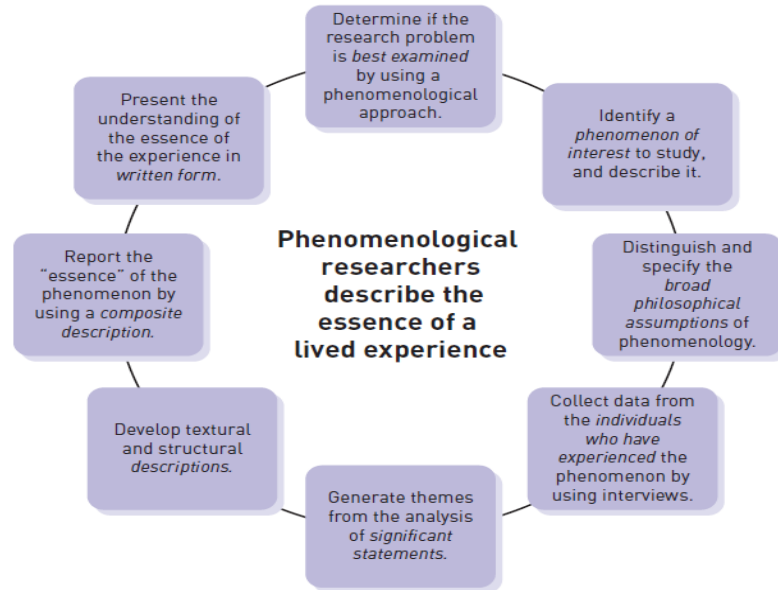 Determine if the
research problem
is best examined
by using a
phenomenological
approach.
Identify a
phenomenon of
interest to study,
and describe it.
Distinguish and
specify the
broad
philosophical
assumptions of
phenomenology.
Collect data from
the individuals
who have
experienced the
phenomenon by
using interviews.
Generate themes
from the analysis
of significant
statements.
Develop textural
and structural
descriptions.
Report the
"essence" of the
phenomenon by
using a composite
description.
Present the
understanding of
the essence of
the experience in
written form.
Phenomenological
researchers
describe the
essence of a
lived experience